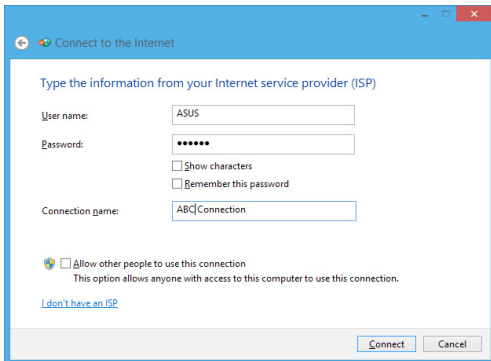 Connect to the Internet
Type the information from your Internet service provider (ISP)
User name:
ASUS
Password:
••••••
Show characters
Remember this password
Connection name:
ABC Connection
Allow other people to use this connection
This option allows anyone with access to this computer to use this connection.
I don't have an ISP
Connect
Cancel